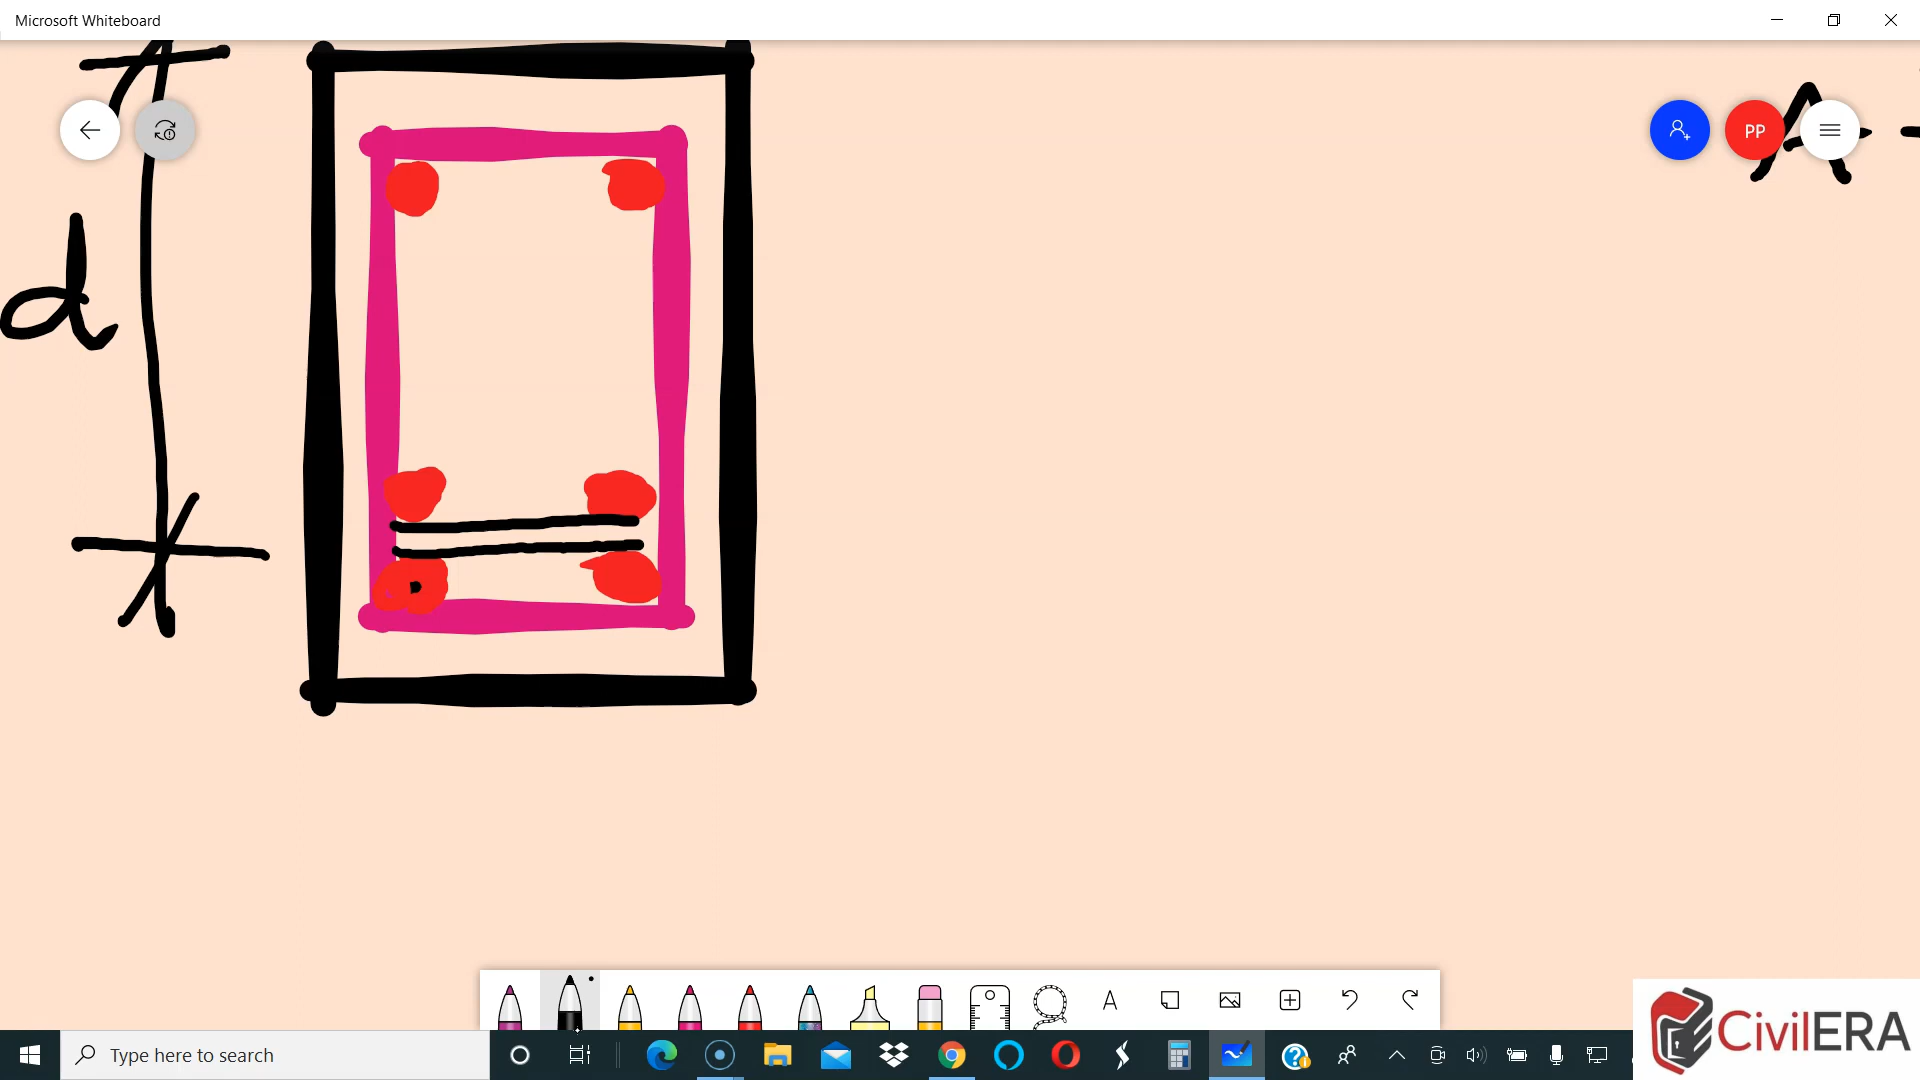 Microsoft Whiteboard
PP
A
d
A
Type here to search
CivilERA